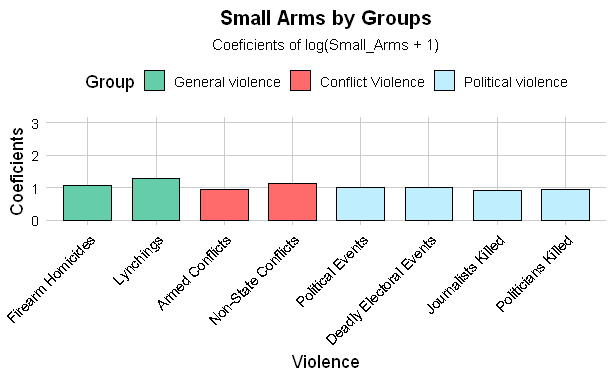 Small Arms by Groups
Coeficients of log(Small_Arms + 1)
Group General violence Conflict Violence Political violence
Coeficients
3
2
1
0
Firearm Homicides
Lynchings
Armed Conflicts
Non-State Conflicts
Political Events
Deadly Electoral Events
Journalists Killed
Politicians Killed
Violence